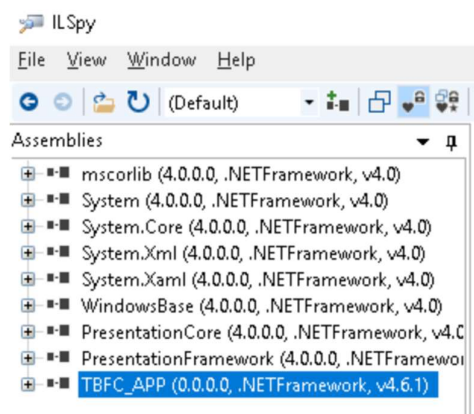 ILSpy
File View Window Help
(Default)
Assemblies
mscorlib (4.0.0.0, .NETFramework, v4.0)
System (4.0.0.0, .NETFramework, v4.0)
System.Core (4.0.0.0, .NETFramework, v4.0)
System.Xml (4.0.0.0, .NETFramework, v4.0)
System.Xaml (4.0.0.0, .NETFramework, v4.0)
WindowsBase (4.0.0.0, .NETFramework, v4.0)
PresentationCore (4.0.0.0, .NETFramework, v4.0
PresentationFramework (4.0.0.0, .NETFramewor
TBFC_APP (0.0.0.0, .NETFramework, v4.6.1)